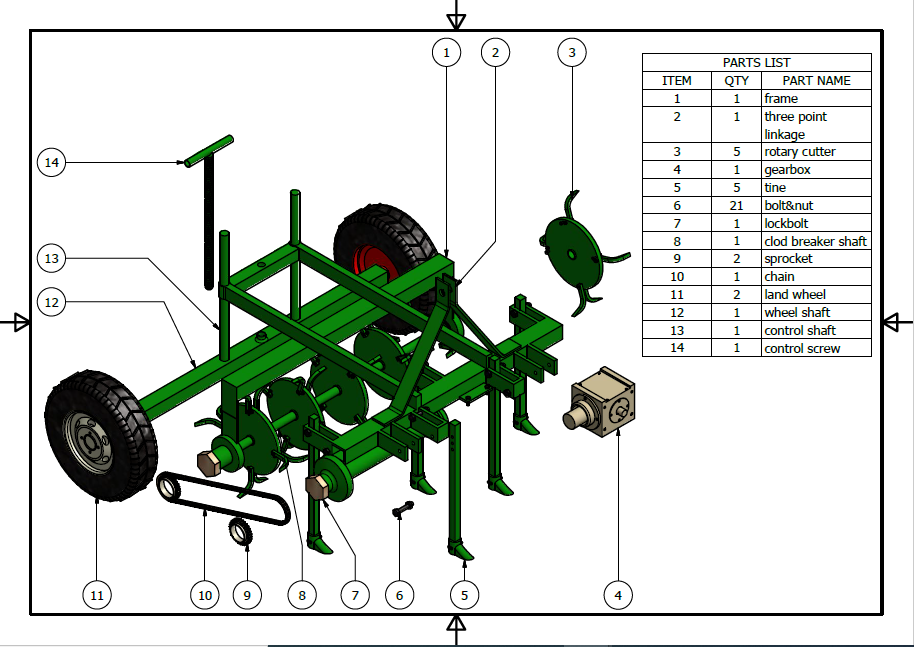 1 2 3
PARTS LIST
ITEM QTY PART NAME
1 1 frame
2 1 three point
linkage
3 5 rotary cutter
4 1 gearbox
5 5 tine
6 21 bolt&nut
7 1 lockbolt
8 1 clod breaker shaft
9 2 sprocket
10 1 chain
11 2 land wheel
12 1 wheel shaft
13 1 control shaft
14 1 control screw
14
13
12
11 10 9 8 7 6 5 4